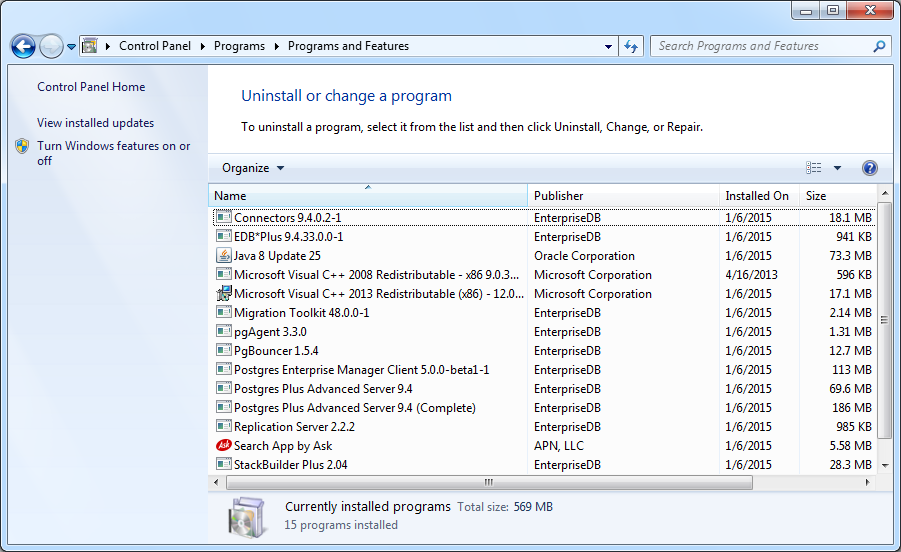 Control Panel Programs Programs and Features Search Programs and Features
Control Panel Home
View installed updates
Turn Windows features on or
off
Uninstall or change a program
To uninstall a program, select it from the list and then click Uninstall, Change, or Repair.
Organize
Name Publisher Installed On Size
Connectors 9.4.0.2-1 EnterpriseDB 1/6/2015 18.1 MB
EDB*Plus 9.4.33.0.0-1 EnterpriseDB 1/6/2015 941 KB
Java 8 Update 25 Oracle Corporation 1/6/2015 73.3 MB
Microsoft Visual C++ 2008 Redistributable - x86 9.0.3... Microsoft Corporation 4/16/2013 596 KB
Microsoft Visual C++ 2013 Redistributable (x86) - 12.0... Microsoft Corporation 1/6/2015 17.1 MB
Migration Toolkit 48.0.0-1 EnterpriseDB 1/6/2015 2.14 MB
pgAgent 3.3.0 EnterpriseDB 1/6/2015 1.31 MB
PgBouncer 1.5.4 EnterpriseDB 1/6/2015 12.7 MB
Postgres Enterprise Manager Client 5.0.0-beta1-1 EnterpriseDB 1/6/2015 113 MB
Postgres Plus Advanced Server 9.4 EnterpriseDB 1/6/2015 69.6 MB
Postgres Plus Advanced Server 9.4 (Complete) EnterpriseDB 1/6/2015 186 MB
Replication Server 2.2.2 EnterpriseDB 1/6/2015 985 KB
Ask Search App by Ask APN, LLC 1/6/2015 5.58 MB
StackBuilder Plus 2.04 EnterpriseDB 1/6/2015 28.3 MB
Currently installed programs Total size: 569 MB
15 programs installed